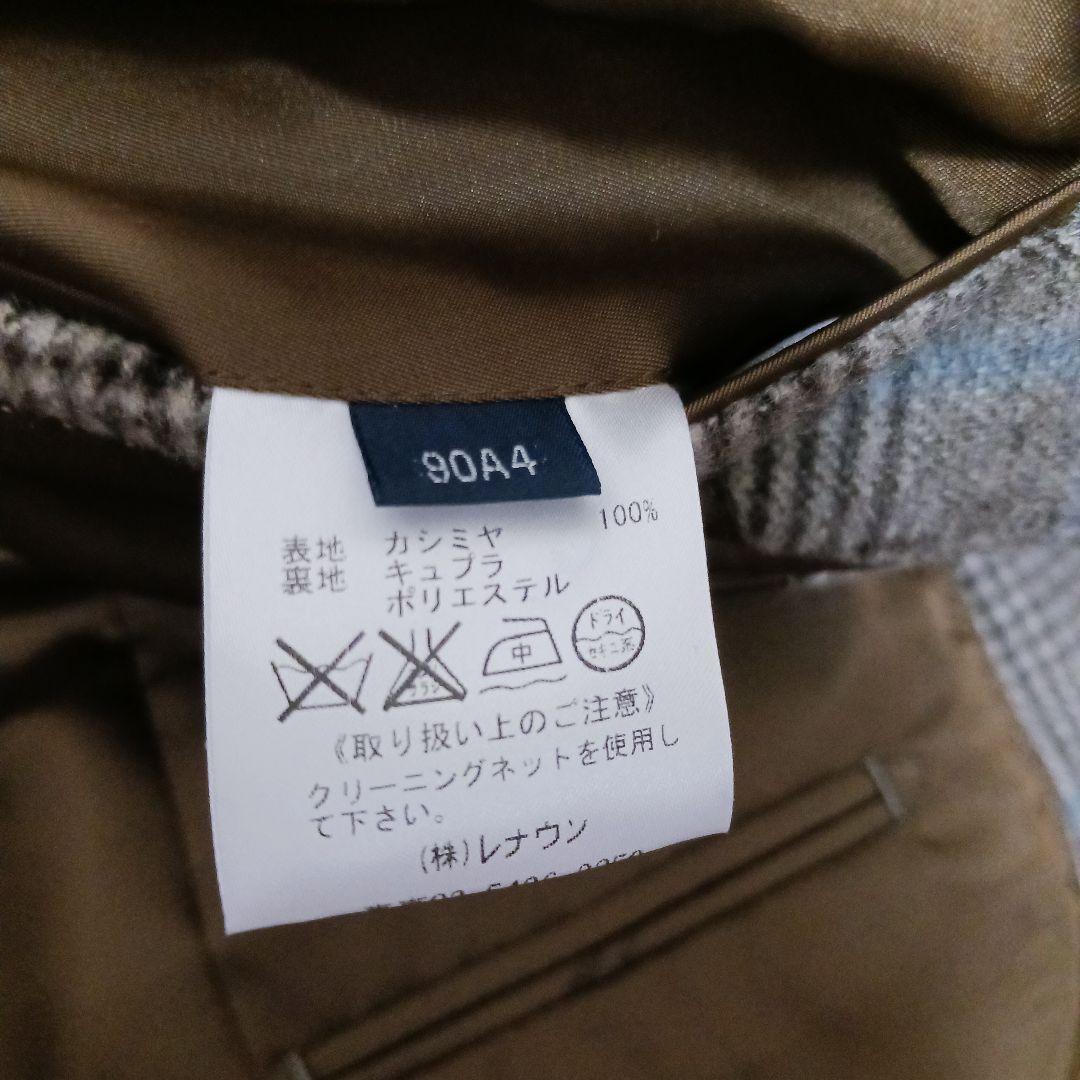 90A4
100%
表地 カシミヤ
裏地 キュプラ
ポリエステル
中
ドライ
セキユ系
《取り扱い上のご注意》
クリーニングネットを使用し
て下さい。
(株)レナウン